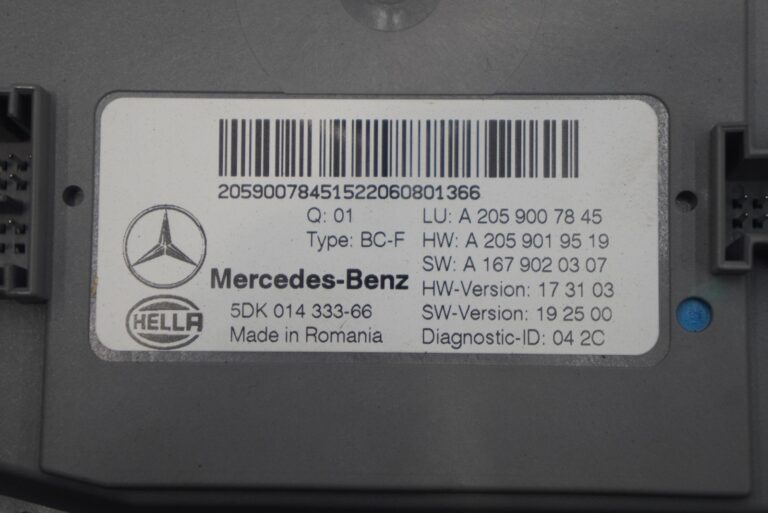 20590078451522060801366
Q: 01 LU: A 205 900 78 45
Type: BC-F HW: A 205 901 95 19
SW: A 167 902 03 07
Mercedes-Benz HW-Version: 17 31 03
HELLA 5DK 014 333-66 SW-Version: 19 25 00
Made in Romania Diagnostic-ID: 04 2C